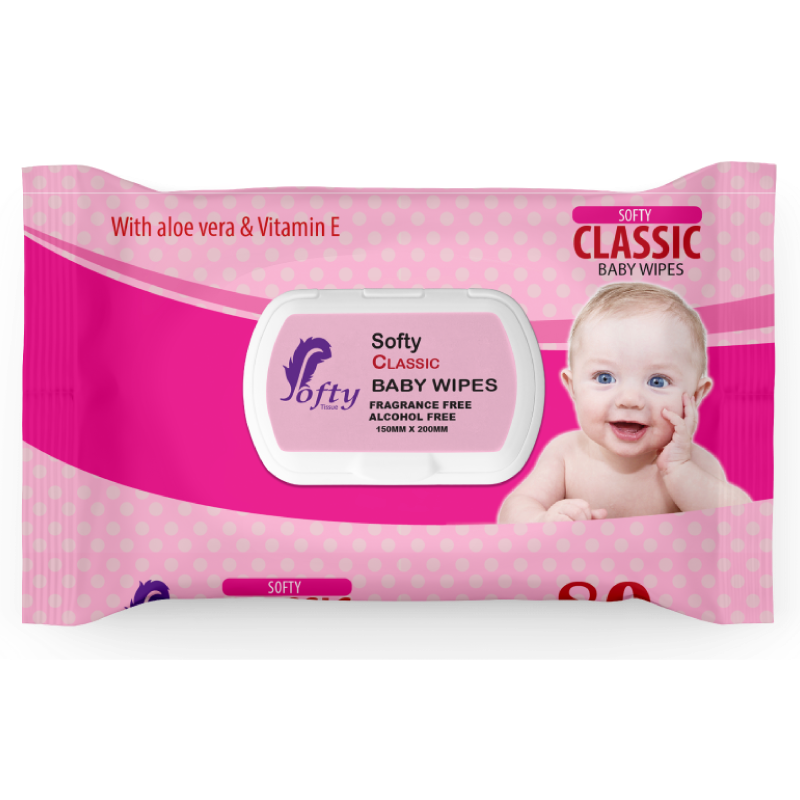 With aloe vera & Vitamin E
SOFTY
CLASSIC
BABY WIPES
Softy
Tissue
Softy
CLASSIC
BABY WIPES
FRAGRANCE FREE
ALCOHOL FREE
150MM X 200MM
SOFTY
80